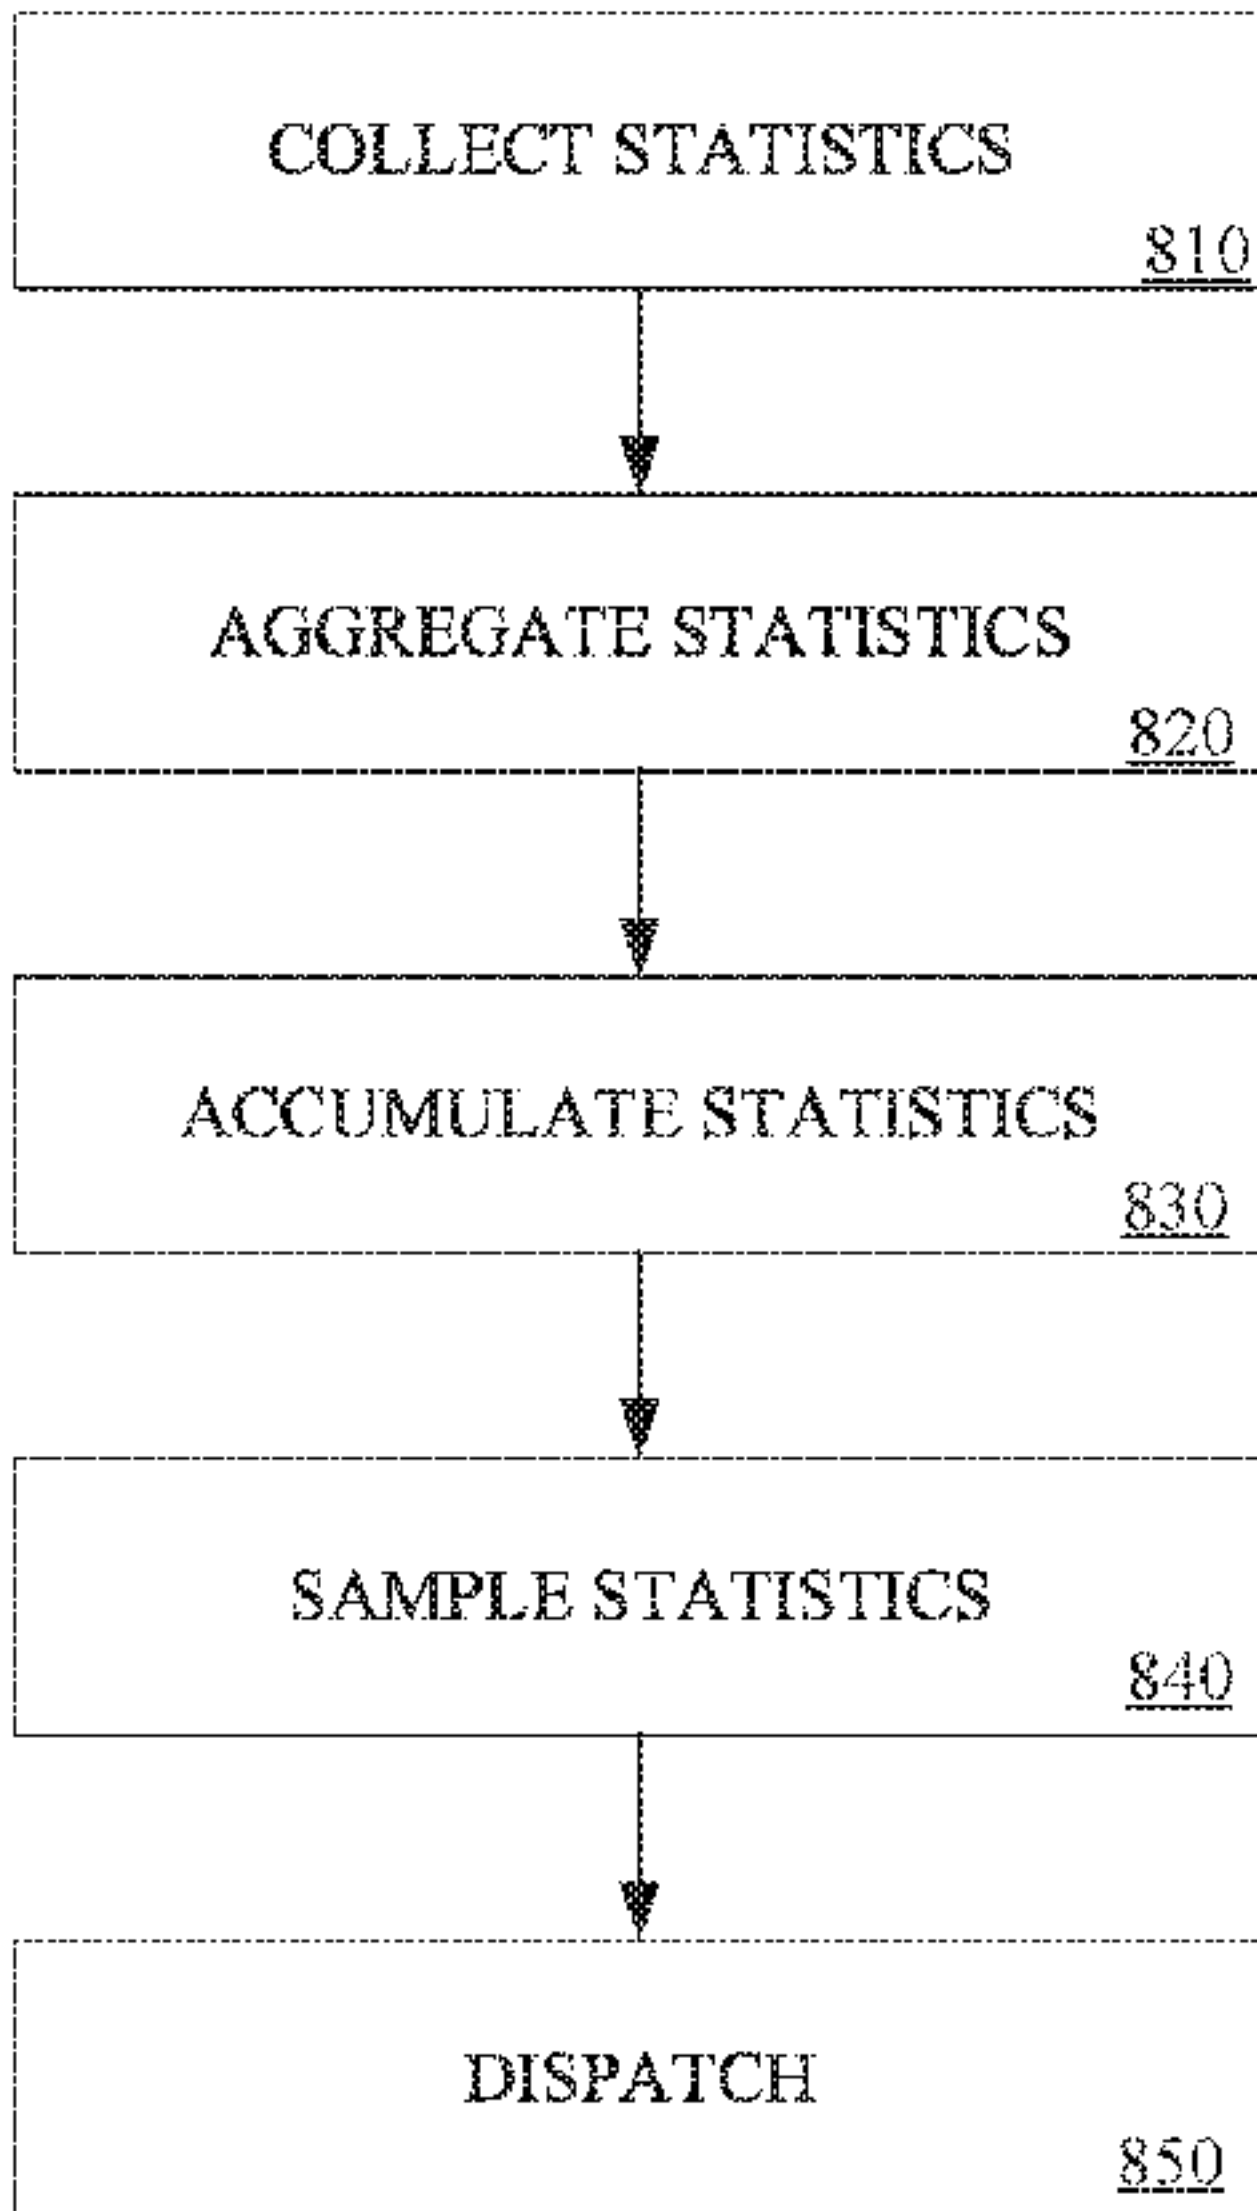 COLLECT STATISTICS
810
AGGREGATE STATISTICS
820
ACCUMULATE STATISTICS
830
SAMPLE STATISTICS
840
DISPATCH
850